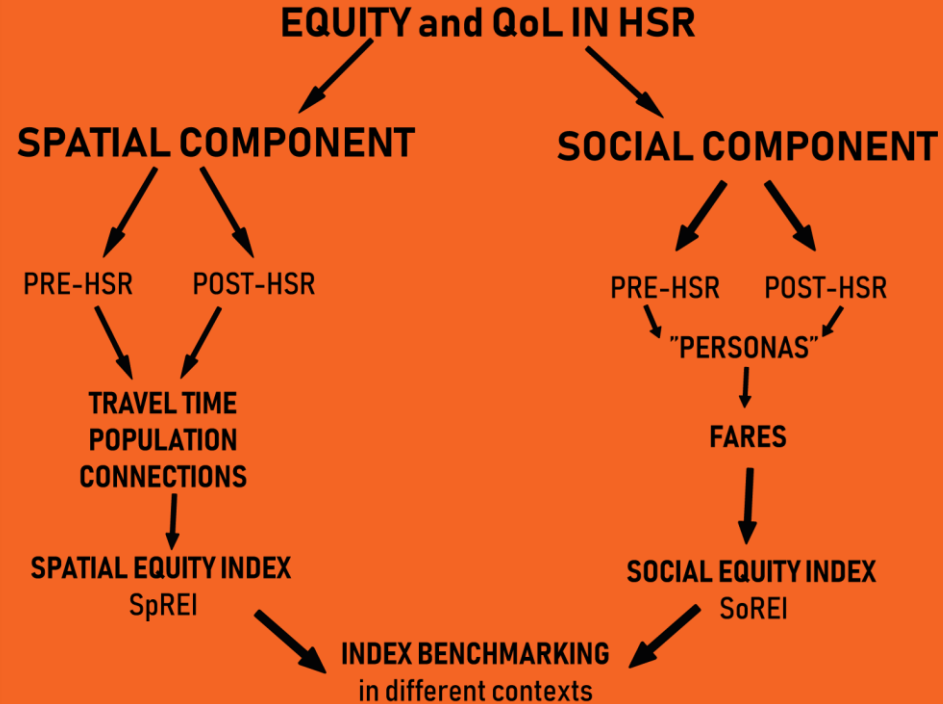 EQUITY and QoL IN HSR
SPATIAL COMPONENT
SOCIAL COMPONENT
PRE-HSR
POST-HSR
PRE-HSR
POST-HSR
"PERSONAS"
TRAVEL TIME
POPULATION
CONNECTIONS
FARES
SPATIAL EQUITY INDEX
SpREI
SOCIAL EQUITY INDEX
SoREI
INDEX BENCHMARKING
in different contexts